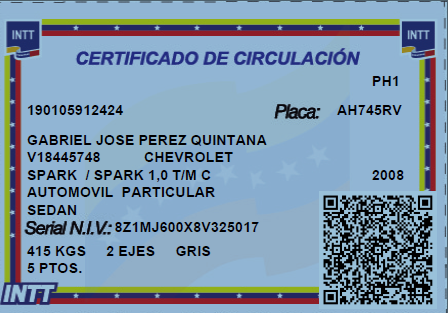 INTT
INTT
CERTIFICADO DE CIRCULACIÓN
PH1
190105912424 Placa: AH745RV
GABRIEL JOSE PEREZ QUINTANA
V18445748 CHEVROLET
SPARK / SPARK 1,0 T/M C 2008
AUTOMOVIL PARTICULAR
SEDAN
Serial N.I.V.: 8Z1MJ600X8V325017
415 KGS 2 EJES GRIS
5 PTOS.
INTT